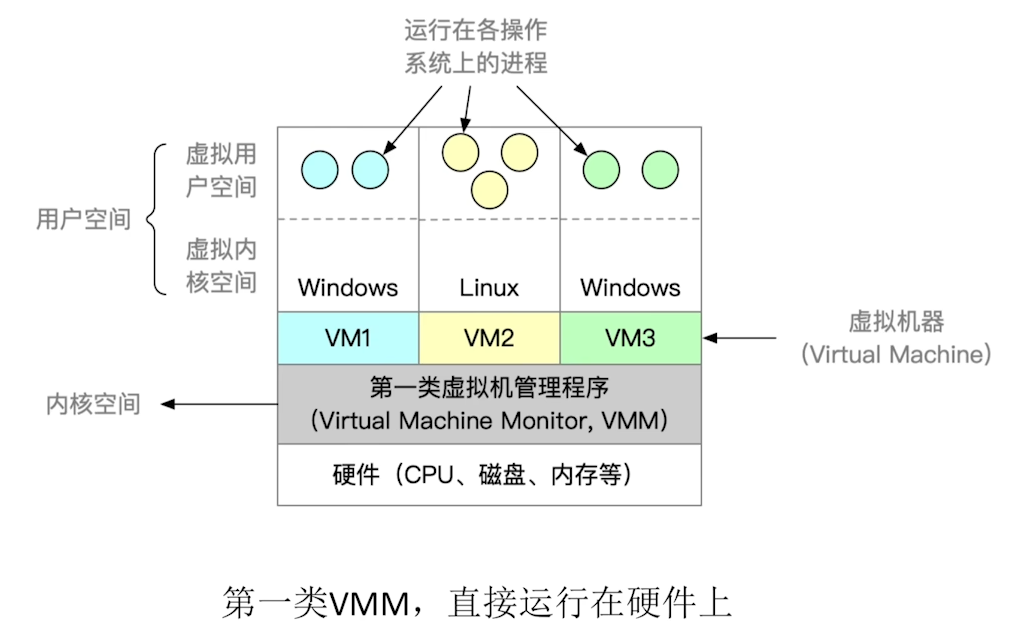 运行在各操作
系统上的进程
虚拟用
户空间
用户空间
虚拟内
核空间
Windows
Linux
Windows
VM1
VM2
VM3
虚拟机器
(Virtual Machine)
内核空间
第一类虚拟机管理程序
(Virtual Machine Monitor, VMM)
硬件（CPU、磁盘、内存等）
第一类VMM，直接运行在硬件上